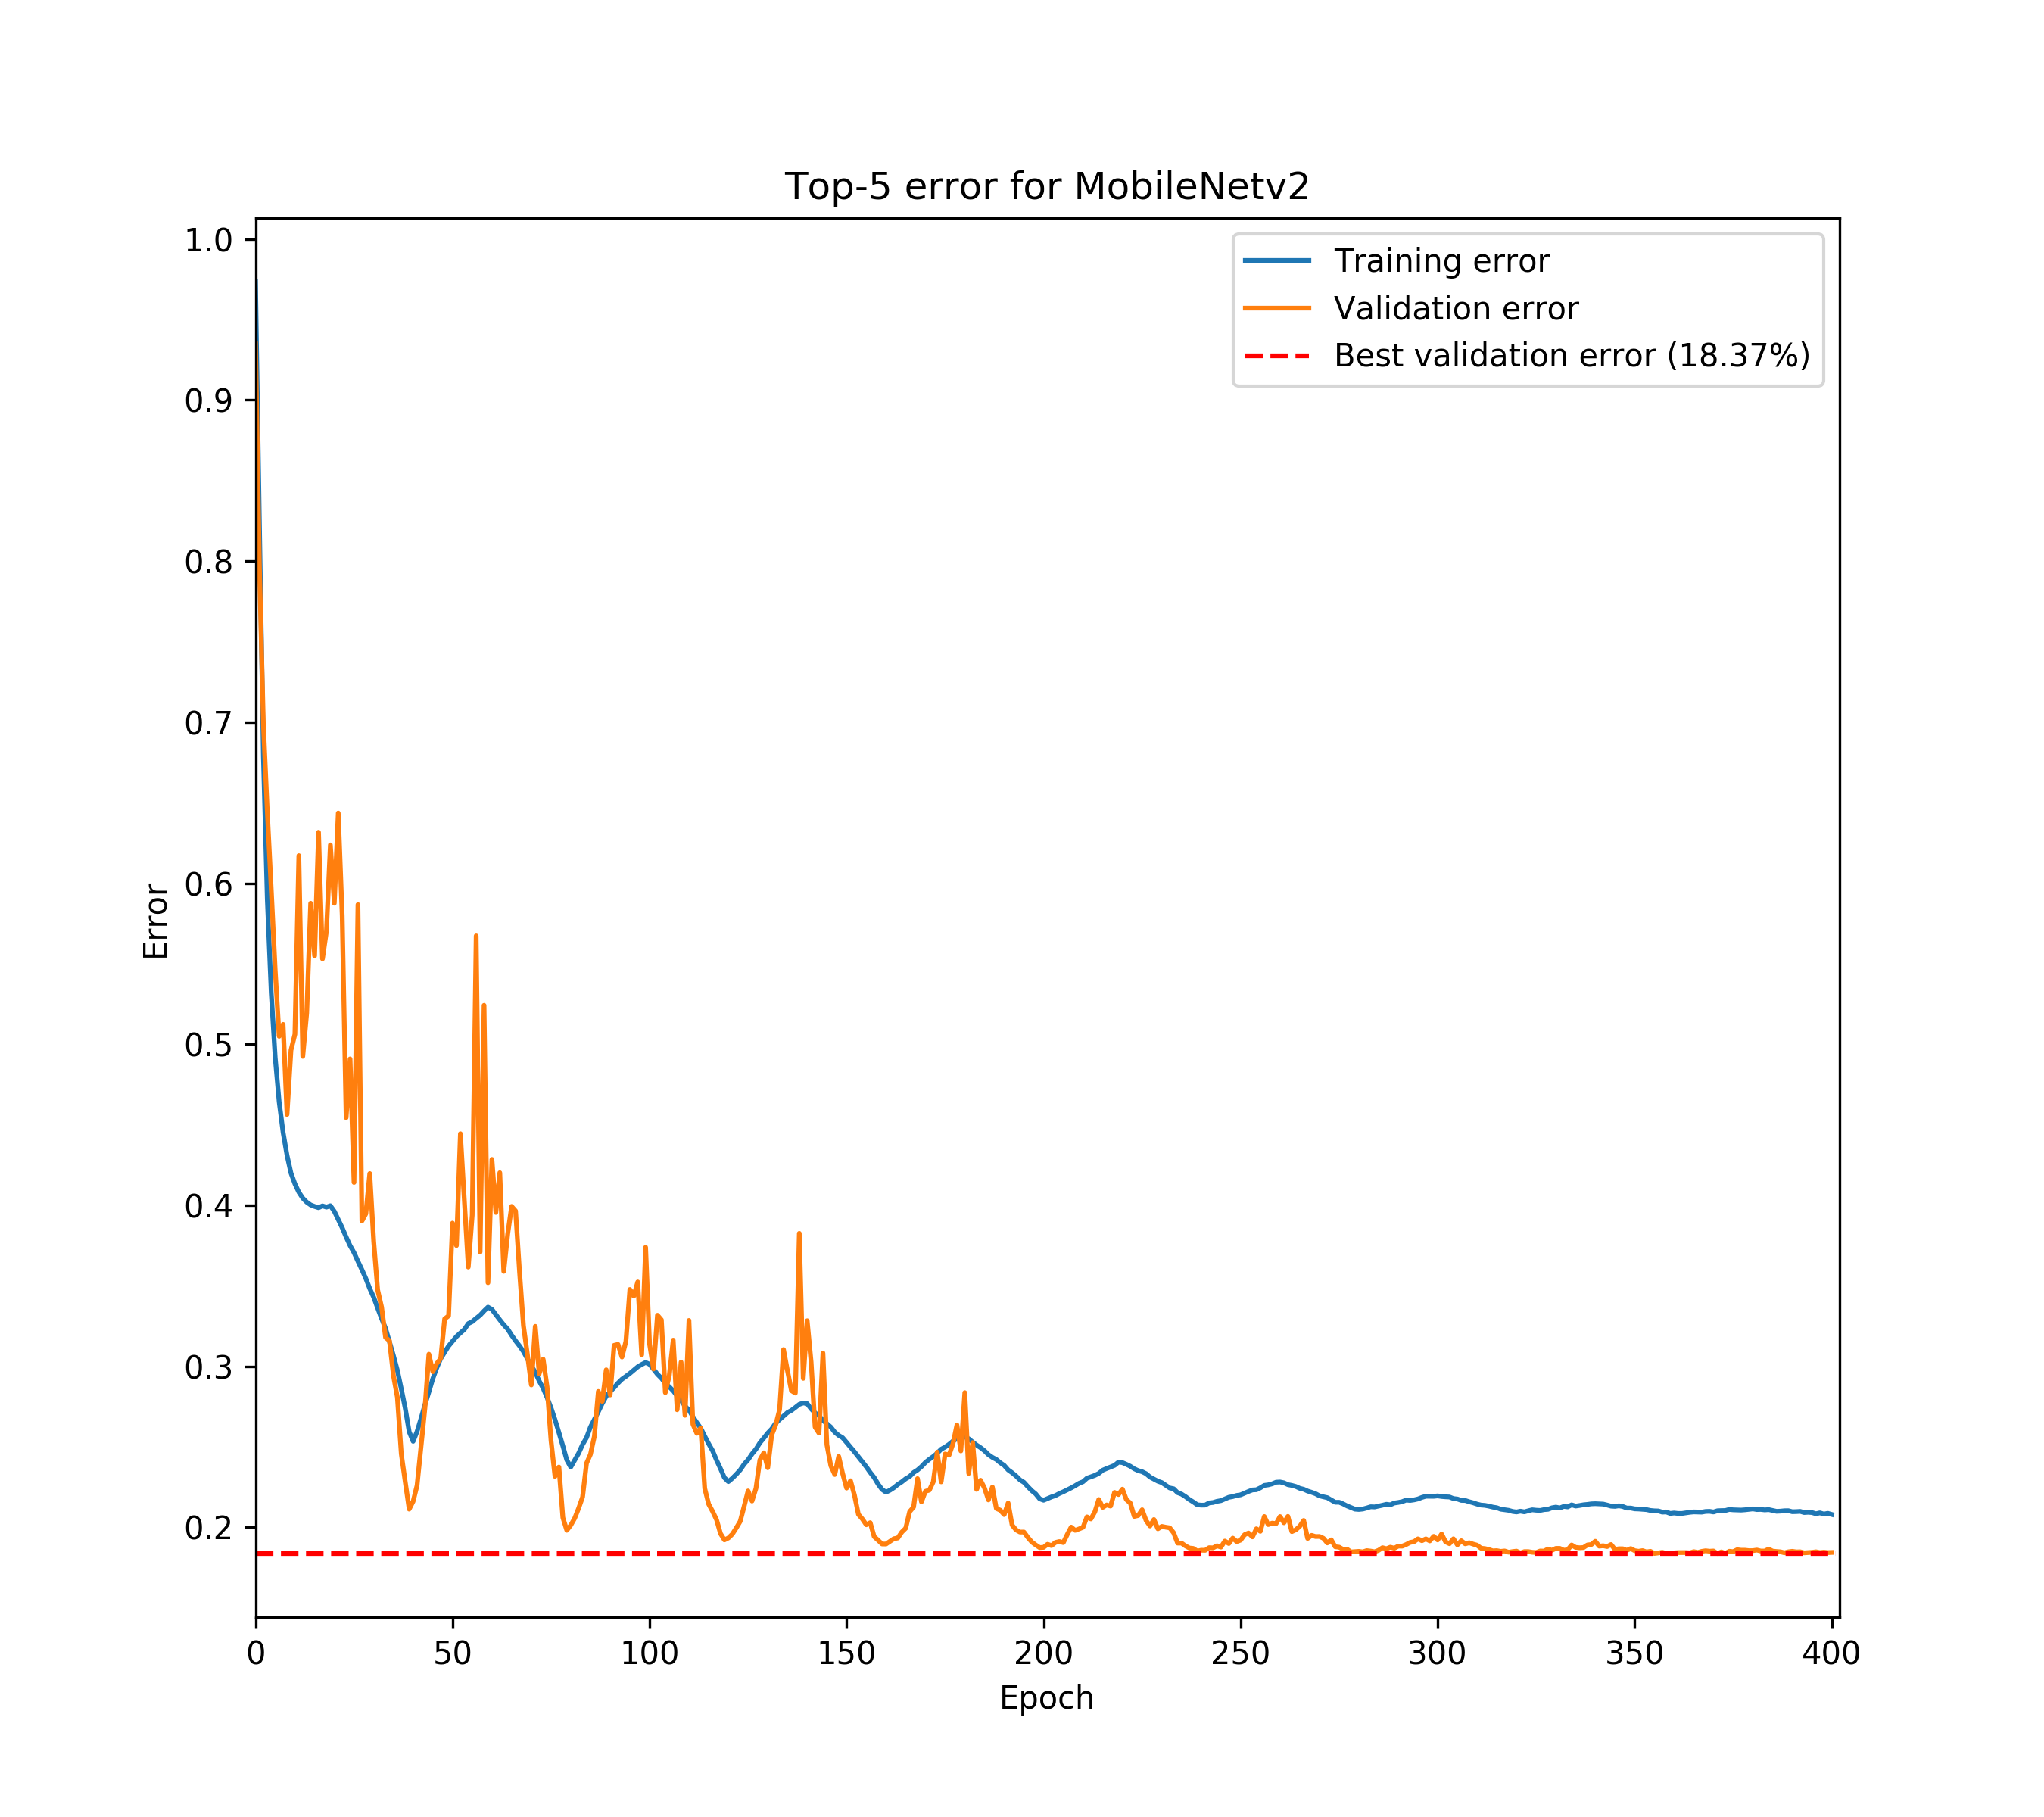 Top-5 error for MobileNetv2
Training error
Validation error
Best validation error (18.37%)
Error
1.0
0.9
0.8
0.7
0.6
0.5
0.4
0.3
0.2
0 50 100 150 200 250 300 350 400
Epoch